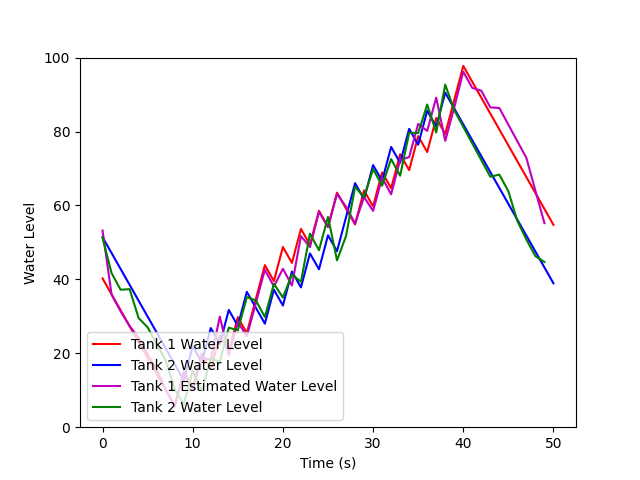 100
80
60
40
20
0
Water Level
Tank 1 Water Level
Tank 2 Water Level
Tank 1 Estimated Water Level
Tank 2 Water Level
0 10 20 30 40 50
Time (s)